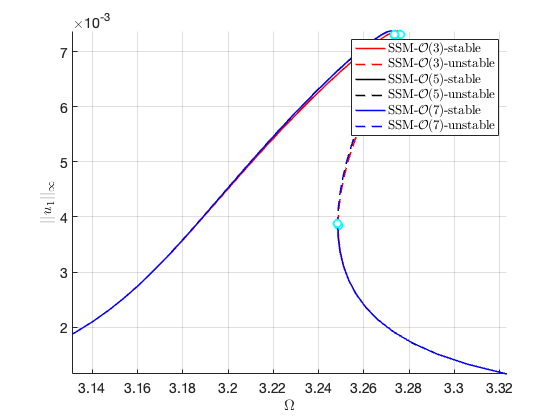 ×10⁻³
7
6
5
4
3
2
||u₁||∞
3.14 3.16 3.18 3.2 3.22 3.24 3.26 3.28 3.3 3.32
Ω
SSM-𝒪(3)-stable
SSM-𝒪(3)-unstable
SSM-𝒪(5)-stable
SSM-𝒪(5)-unstable
SSM-𝒪(7)-stable
SSM-𝒪(7)-unstable